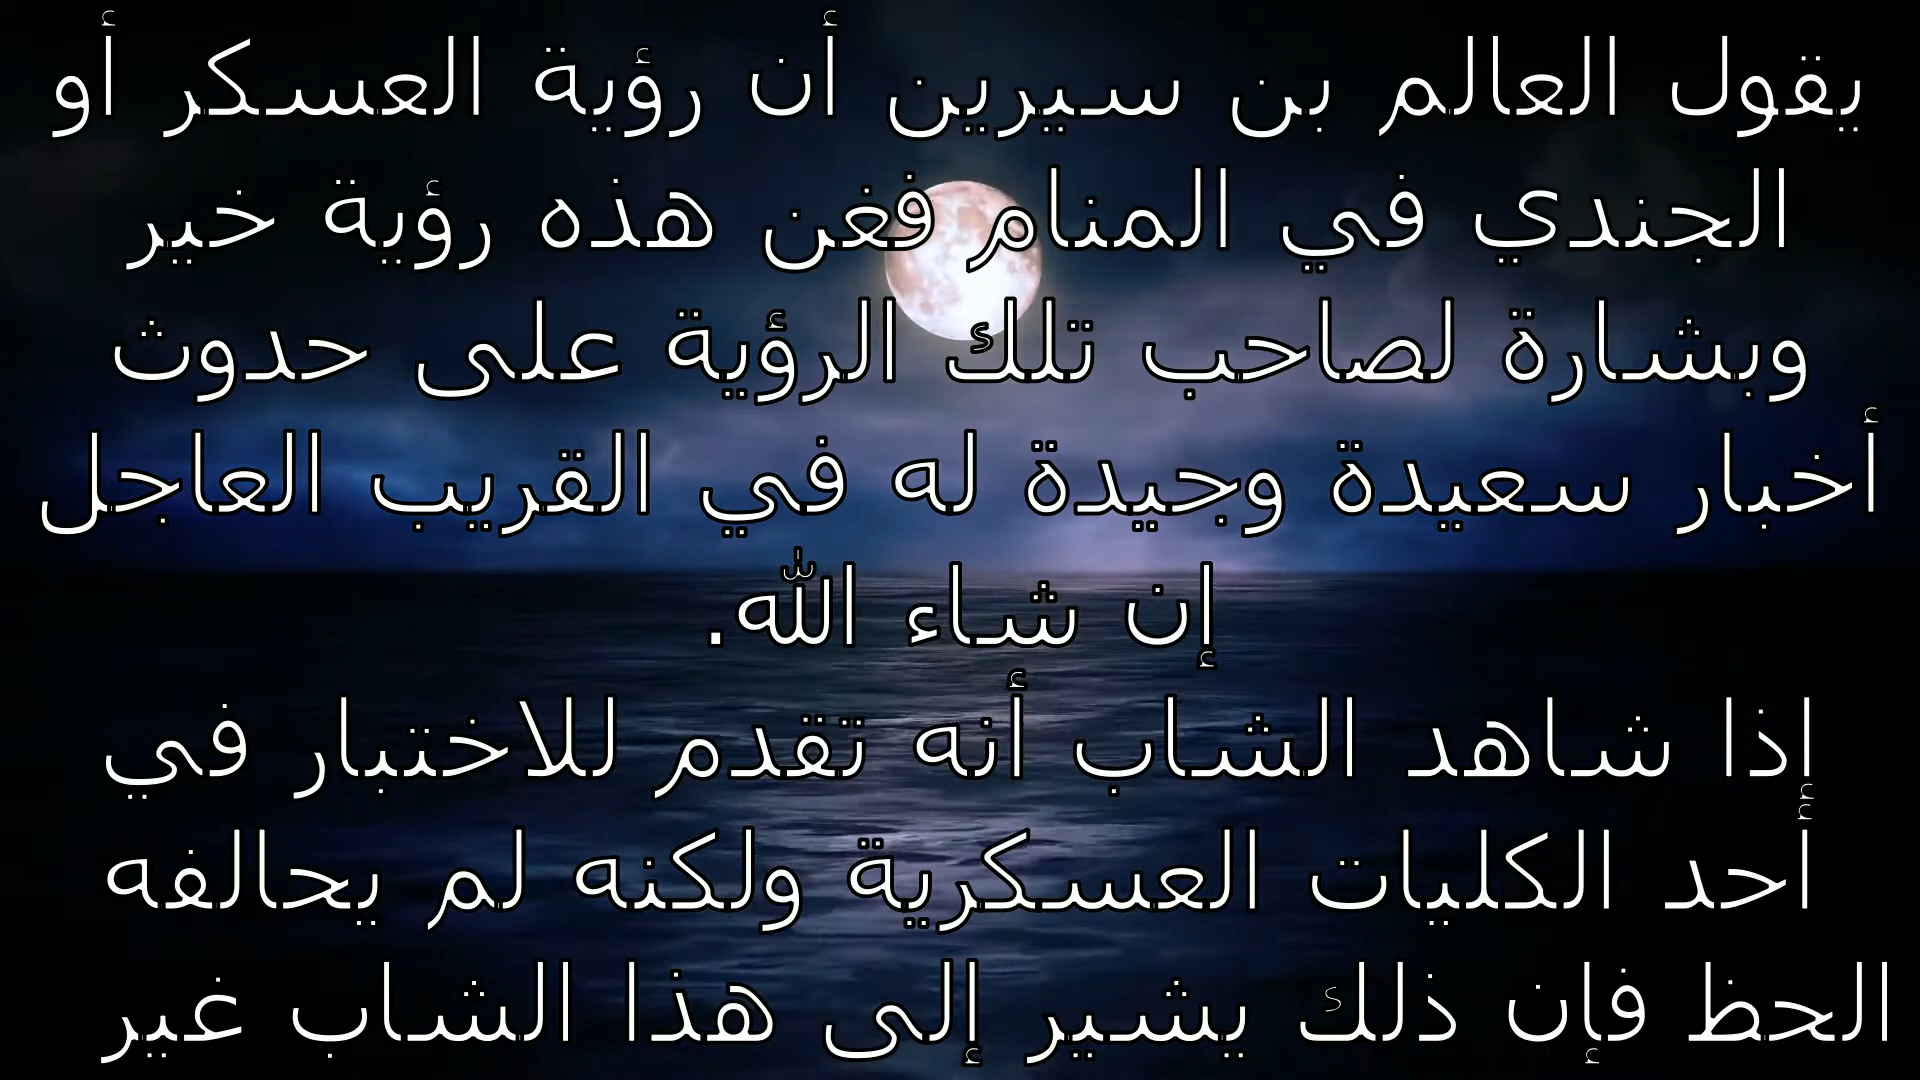 يقول العالم بن سيرين أن رؤية العسكر أو
الجندي في المنام فغن هذه رؤية خير
وبشارة لصاحب تلك الرؤية على حدوث
أخبار سعيدة وجيدة له في القريب العاجل
إن شاء الله.
إذا شاهد الشاب أنه تقدم للاختبار في
أحد الكليات العسكرية ولكنه لم يحالفه
الحظ فإن ذلك يشير إلى هذا الشاب غير